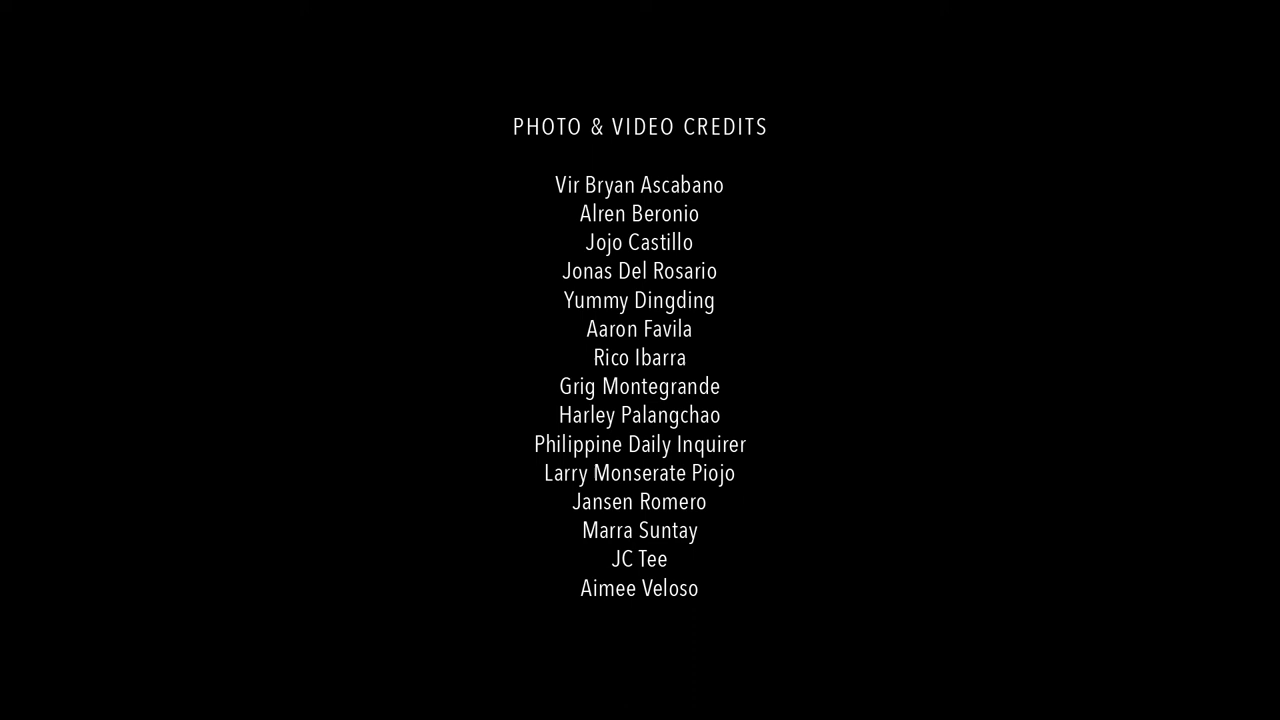 PHOTO & VIDEO CREDITS
Vir Bryan Ascabano
Alren Beronio
Jojo Castillo
Jonas Del Rosario
Yummy Dingding
Aaron Favila
Rico Ibarra
Grig Montegrande
Harley Palangchao
Philippine Daily Inquirer
Larry Monserate Piojo
Jansen Romero
Marra Suntay
JC Tee
Aimee Veloso